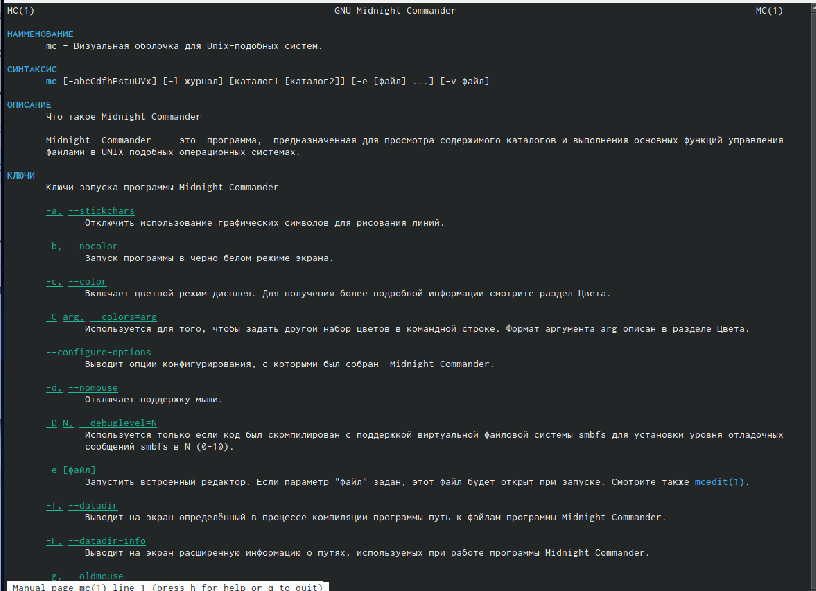 MC(1) GNU Midnight Commander MC(1)
НАИМЕНОВАНИЕ
mc - Визуальная оболочка для Unix-подобных систем.
СИНТАКСИС
mc [-abcCdfhPstuUVx] [-l журнал] [каталог1 [каталог2]] [-e [файл] ...] [-v файл]
ОПИСАНИЕ
Что такое Midnight Commander
Midnight Commander это программа, предназначенная для просмотра содержимого каталогов и выполнения основных функций управления
файлами в UNIX подобных операционных системах.
КЛЮЧИ
Ключи запуска программы Midnight Commander
-a, --stickchars
Отключить использование графических символов для рисования линий.
b, nocolor
Запуск программы в черно белом режиме экрана.
-c, --color
Включает цветной режим дисплея. Для получения более подробной информации смотрите раздел Цвета.
C arg, colors=arg
Используется для того, чтобы задать другой набор цветов в командной строке. Формат аргумента arg описан в разделе Цвета.
--configure-options
Выводит опции конфигурирования, с которыми был собран Midnight Commander.
-d, --nomouse
Отключает поддержку мыши.
D N, debuglevel=N
Используется только если код был скомпилирован с поддержкой виртуальной файловой системы smbfs для установки уровня отладочных
сообщений smbfs в N (0-10).
e [файл]
Запустить встроенный редактор. Если параметр "файл" задан, этот файл будет открыт при запуске. Смотрите также mcedit(1).
-f, --datadir
Выводит на экран определённый в процессе компиляции программы путь к файлам программы Midnight Commander.
-F, --datadir-info
Выводит на экран расширенную информацию о путях, используемых при работе программы Midnight Commander.
g, oldmouse
Manual page mc(1) line 1 (press h for help or q to quit)